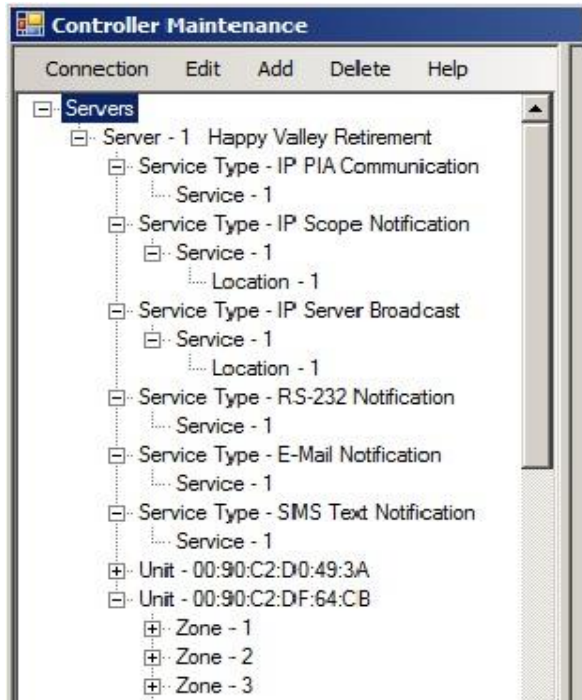 Controller Maintenance
Connection Edit Add Delete Help
Servers
Server - 1 Happy Valley Retirement
Service Type - IP PIA Communication
Service - 1
Service Type - IP Scope Notification
Service - 1
Location - 1
Service Type - IP Server Broadcast
Service - 1
Location - 1
Service Type - RS-232 Notification
Service - 1
Service Type - E-Mail Notification
Service - 1
Service Type - SMS Text Notification
Service - 1
Unit - 00:90:C2:D0:49:3A
Unit - 00:90:C2:DF:64:CB
Zone - 1
Zone - 2
Zone - 3